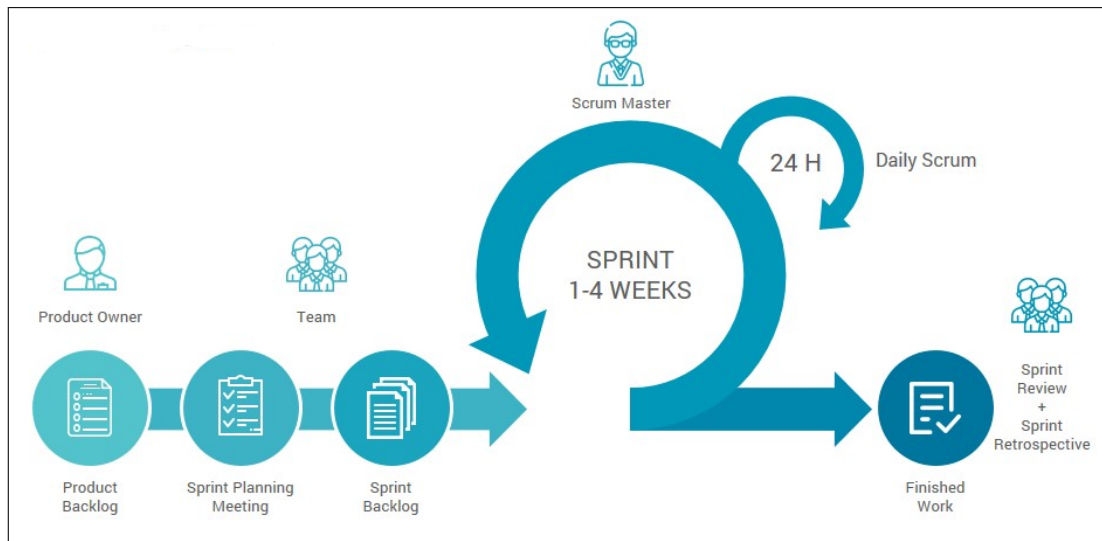 Scrum Master
24 H
Daily Scrum
SPRINT
1-4 WEEKS
Product Owner
Team
Product
Backlog
Sprint Planning
Meeting
Sprint
Backlog
Finished
Work
Sprint
Review
+
Sprint
Retrospective